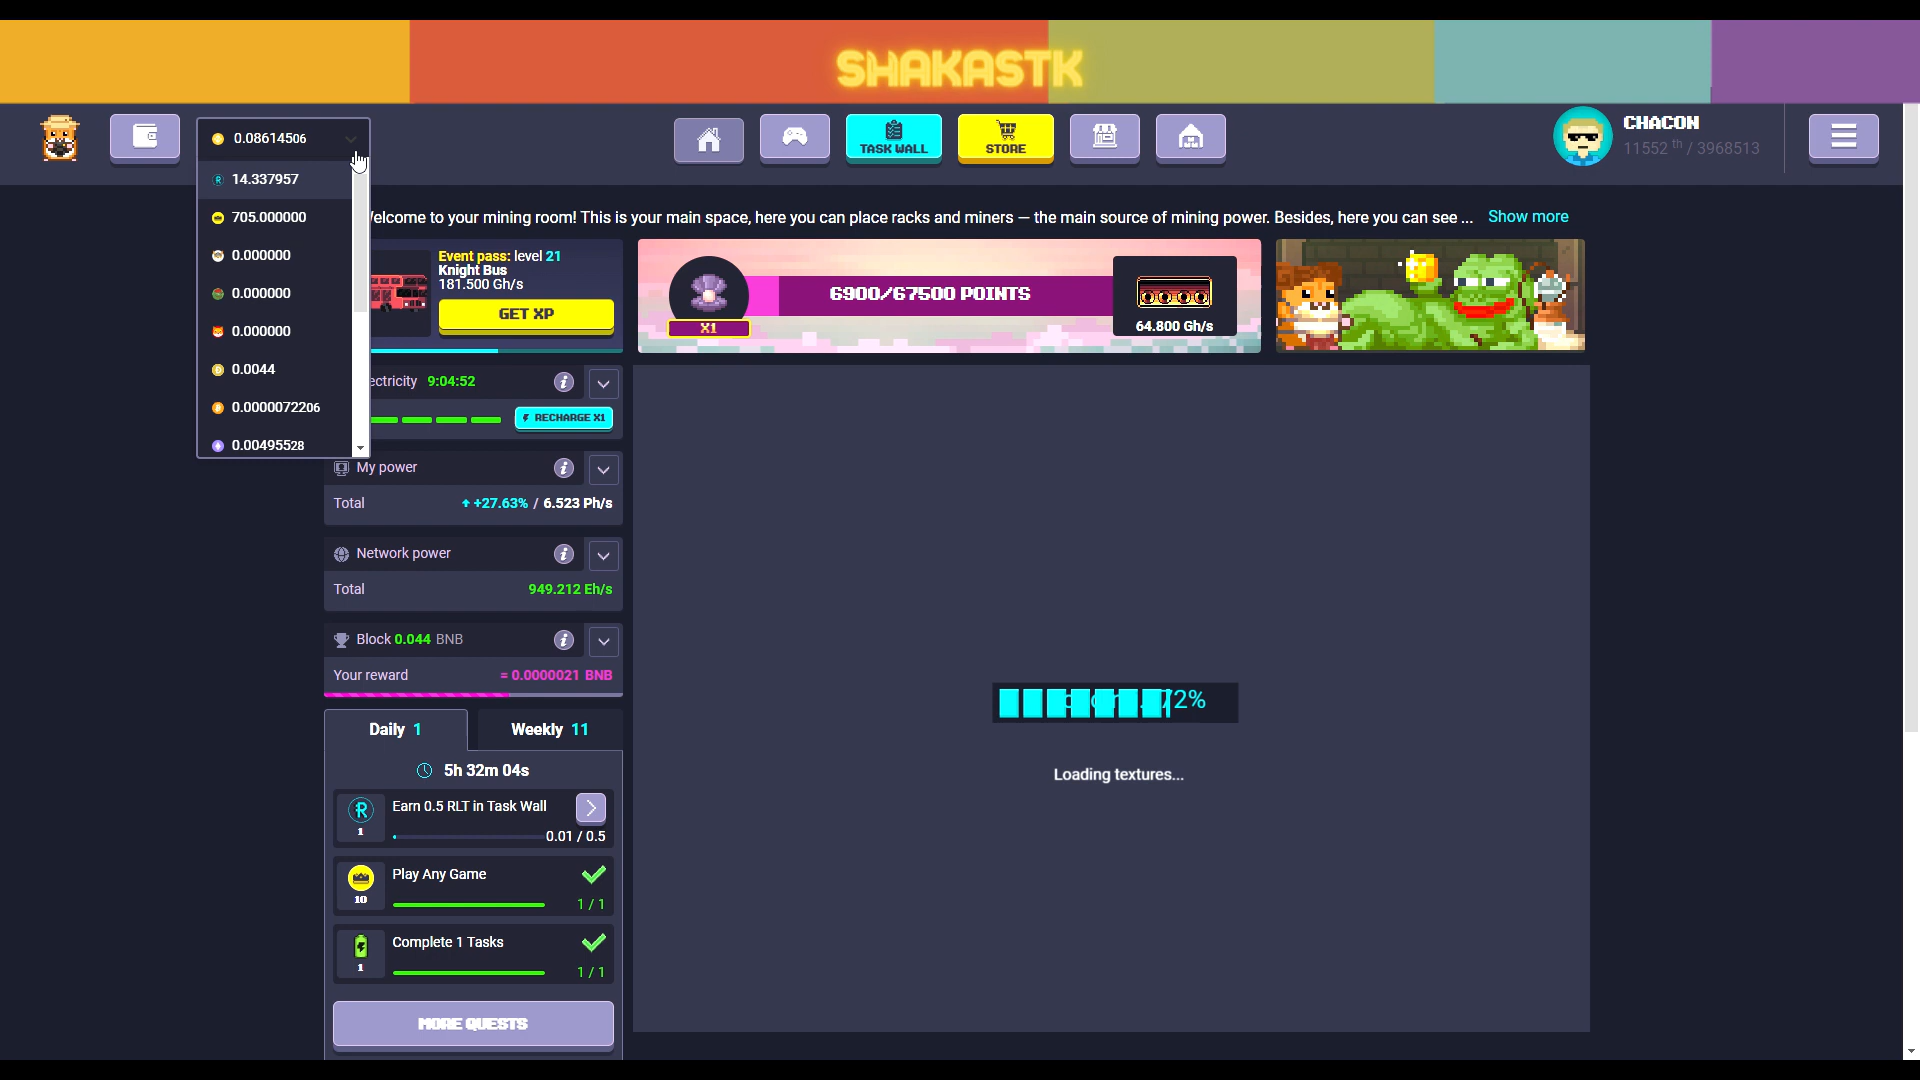 SHAKASTK
0.08614506
14.337957
705.000000
0.000000
0.000000
0.000000
0.0044
0.0000072206
0.00495528
TASK WALL
STORE
CHACON
11552 th / 3968513
elcome to your mining room! This is your main space, here you can place racks and miners — the main source of mining power. Besides, here you can see ... Show more
Event pass: level 21
Knight Bus
181.500 Gh/s
GET XP
X1
6900/67500 POINTS
64.800 Gh/s
ectricity 9:04:52
RECHARGE X1
My power
Total +27.63% / 6.523 Ph/s
Network power
Total 949.212 Eh/s
Block 0.044 BNB
Your reward = 0.0000021 BNB
Daily 1 Weekly 11
5h 32m 04s
Earn 0.5 RLT in Task Wall
1
0.01 / 0.5
Play Any Game
10
1 / 1
Complete 1 Tasks
1
1 / 1
MORE QUESTS
72%
Loading textures...